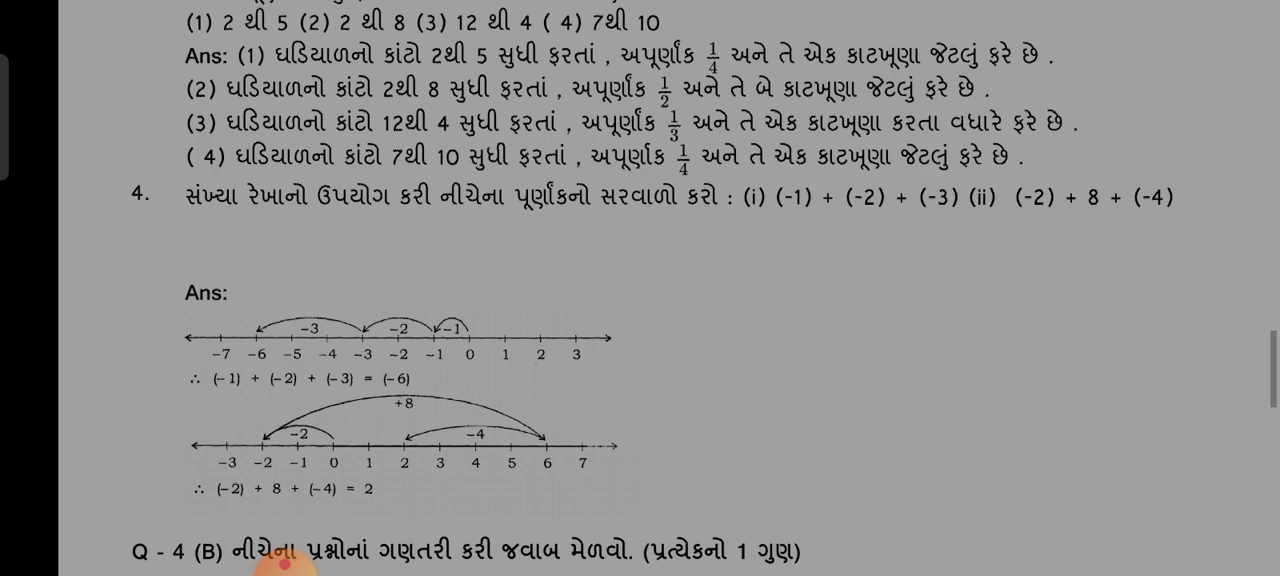 (1) 2 થી 5 (2) 2 થી 8 (3) 12 થી 4 ( 4) 7થી 10
Ans: (1) ઘડિયાળનો કાંટો 2થી 5 સુધી ફરતાં , અપૂર્ણાંક 1/4 અને તે એક કાટખૂણા જેટલું ફરે છે .
(2) ઘડિયાળનો કાંટો 2થી 8 સુધી ફરતાં , અપૂર્ણાંક 1/2 અને તે બે કાટખૂણા જેટલું ફરે છે .
(3) ઘડિયાળનો કાંટો 12થી 4 સુધી ફરતાં , અપૂર્ણાંક 1/3 અને તે એક કાટખૂણા કરતા વધારે ફરે છે .
( 4) ઘડિયાળનો કાંટો 7થી 10 સુધી ફરતાં , અપૂર્ણાક 1/4 અને તે એક કાટખૂણા જેટલું ફરે છે .
4. સંખ્યા રેખાનો ઉપયોગ કરી નીચેના પૂર્ણાંકનો સરવાળો કરો : (i) (-1) + (-2) + (-3) (ii) (-2) + 8 + (-4)
Ans:
-3 -2 -1
-7 -6 -5 -4 -3 -2 -1 0 1 2 3
∴ (-1) + (-2) + (-3) = (-6)
+8
-2 -4
-3 -2 -1 0 1 2 3 4 5 6 7
∴ (-2) + 8 + (-4) = 2
Q - 4 (B) નીચેના પ્રશ્નોનાં ગણતરી કરી જવાબ મેળવો. (પ્રત્યેકનો 1 ગુણ)